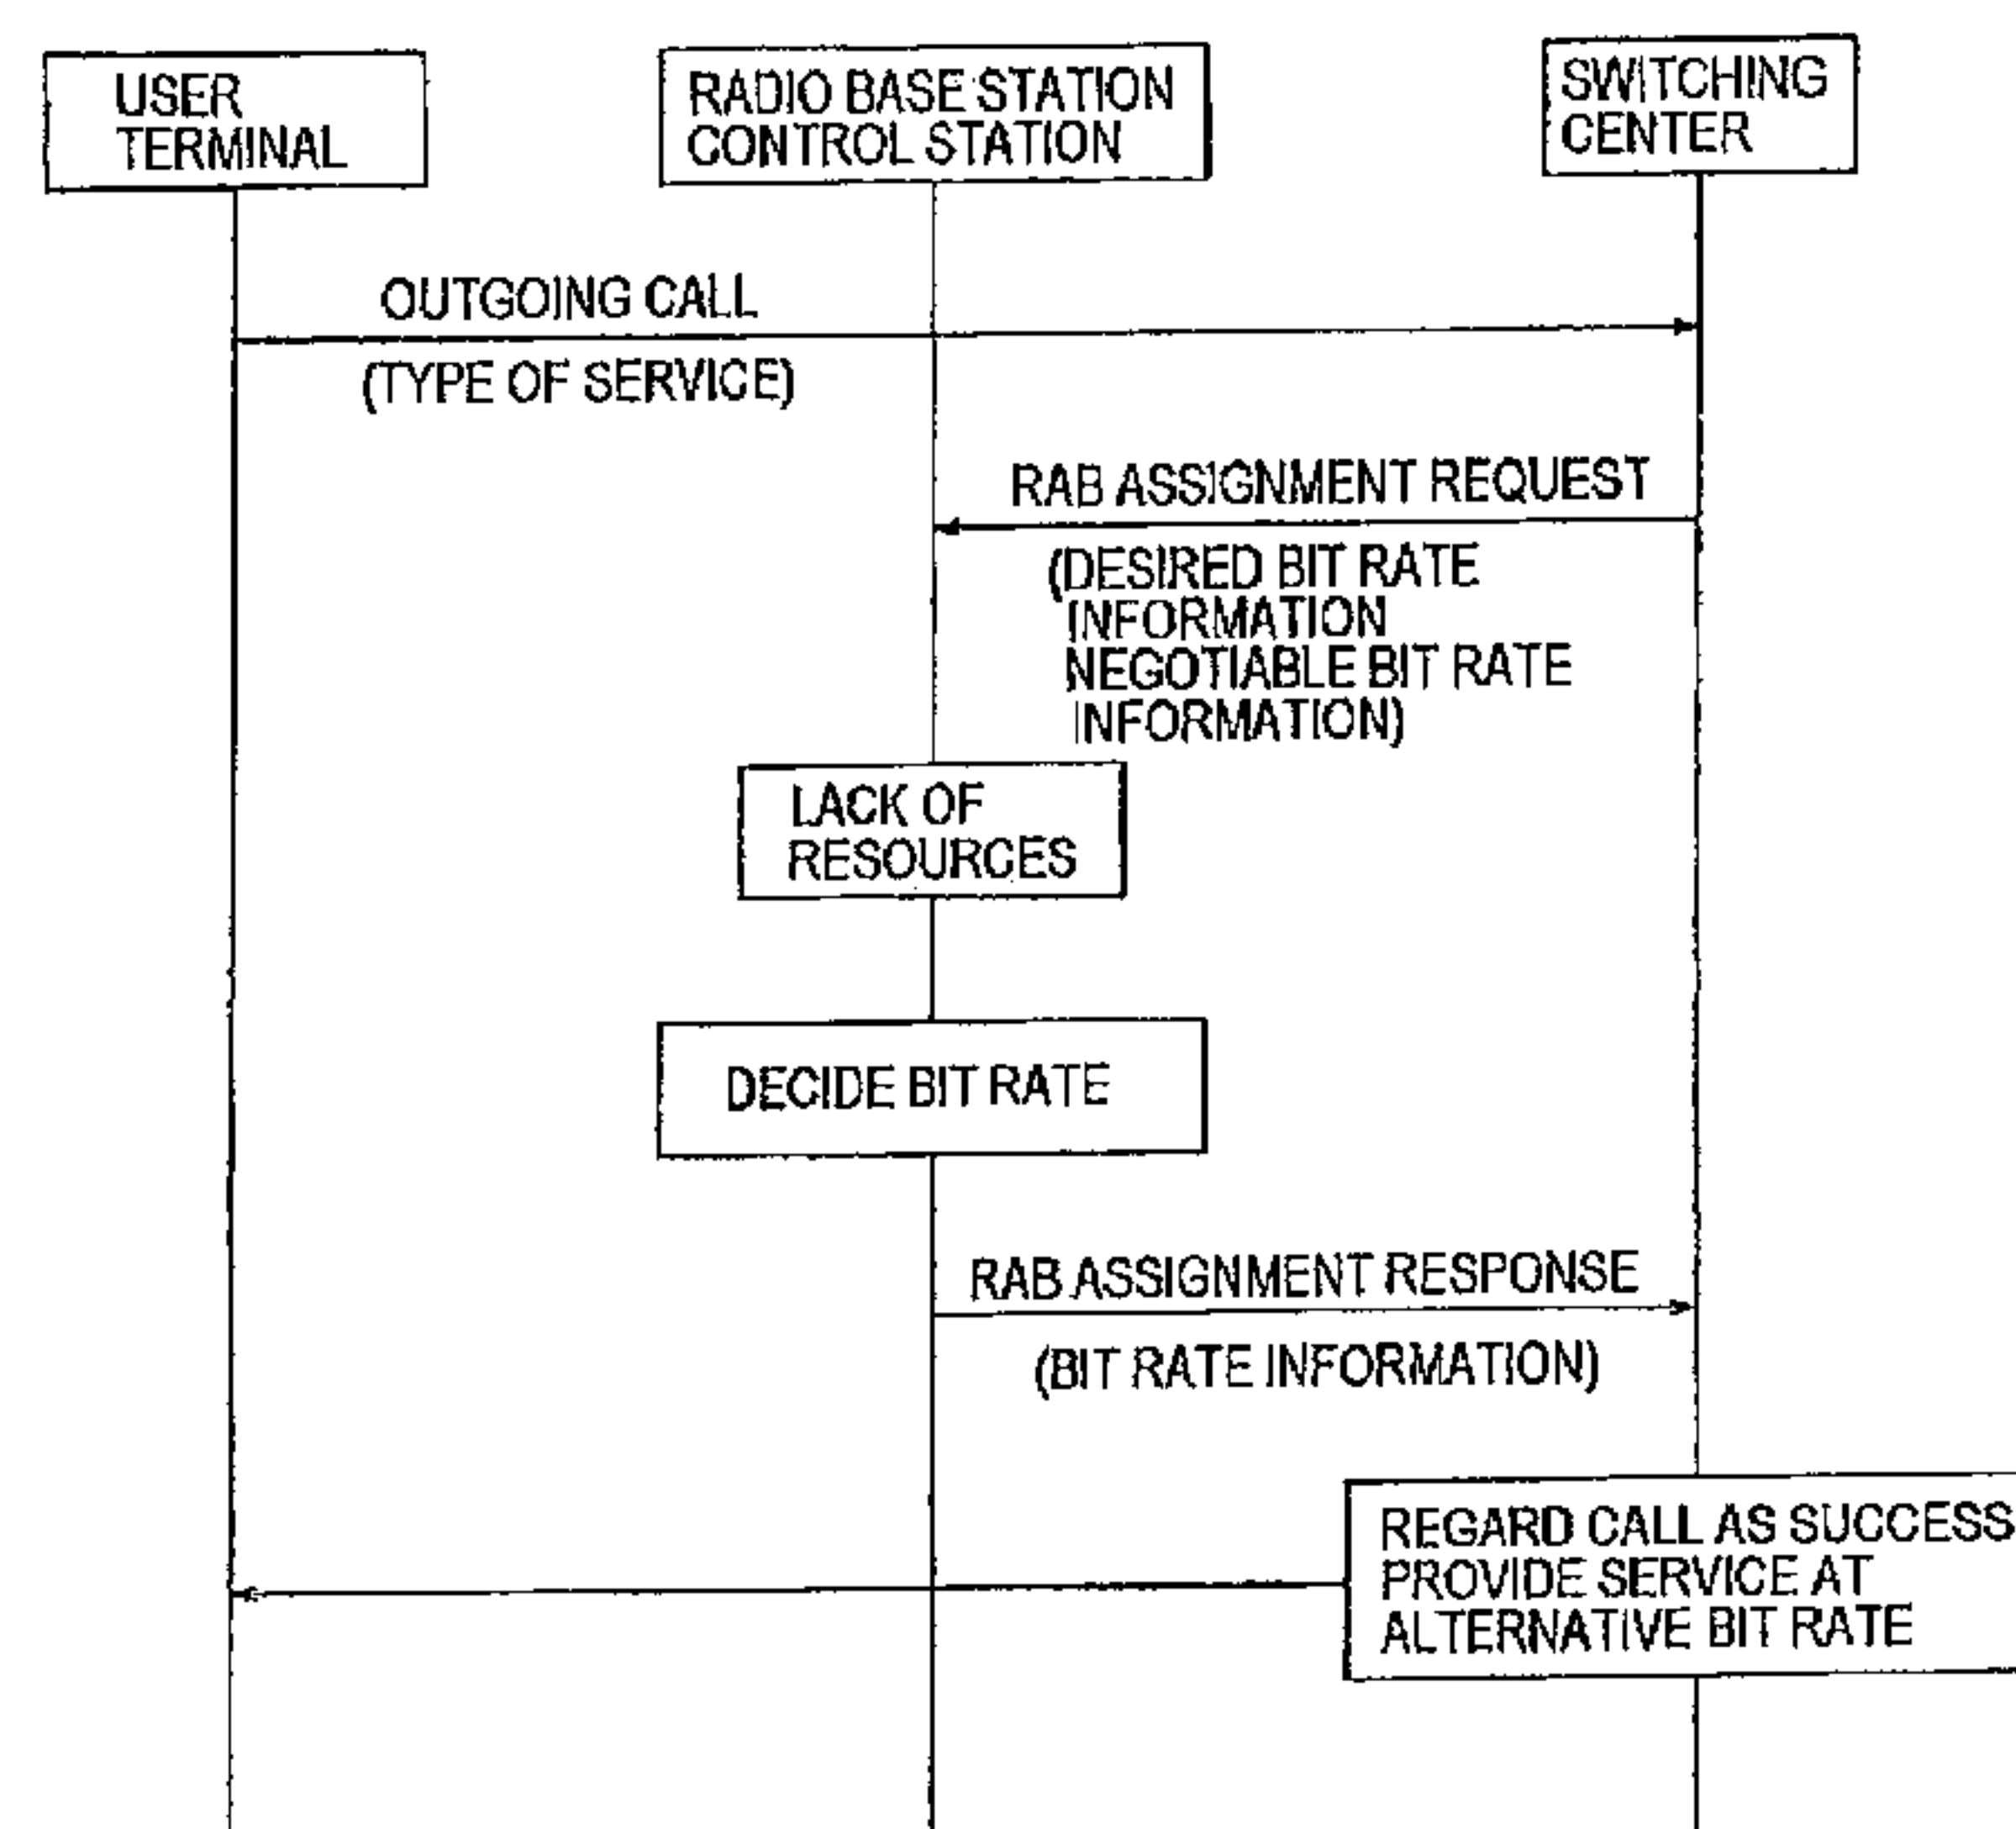 USER
TERMINAL
RADIO BASE STATION
CONTROL STATION
SWITCHING
CENTER
OUTGOING CALL
(TYPE OF SERVICE)
RAB ASSIGNMENT REQUEST
(DESIRED BIT RATE
INFORMATION
NEGOTIABLE BIT RATE
INFORMATION)
LACK OF
RESOURCES
DECIDE BIT RATE
RAB ASSIGNMENT RESPONSE
(BIT RATE INFORMATION)
REGARD CALL AS SUCCESS
PROVIDE SERVICE AT
ALTERNATIVE BIT RATE